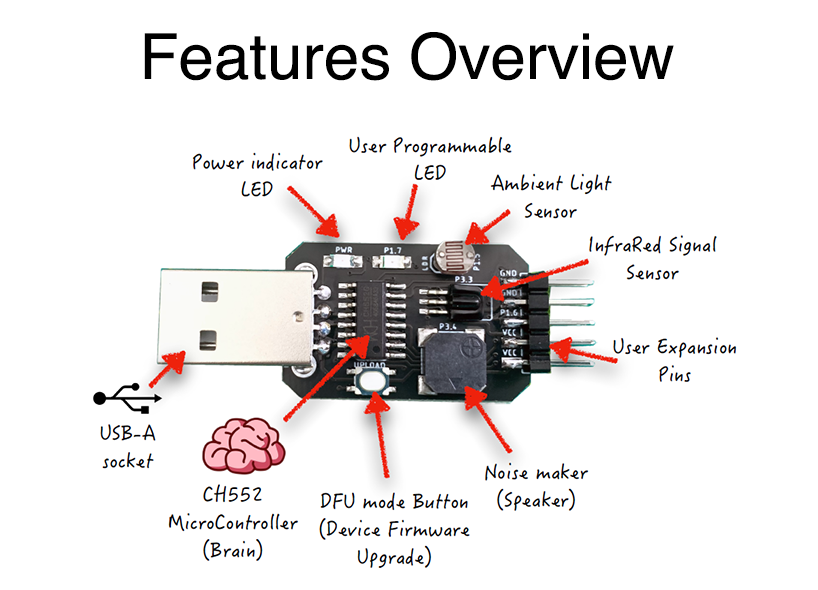 Features Overview
Power indicator
LED
User Programmable
LED
Ambient Light
Sensor
InfraRed Signal
Sensor
PWR
P1.7
P3.3
GND
GND
P1.6
VCC
VCC
P3.4
UPLOAD
User Expansion
Pins
USB-A
socket
CH552
MicroController
(Brain)
DFU mode Button
(Device Firmware
Upgrade)
Noise maker
(Speaker)